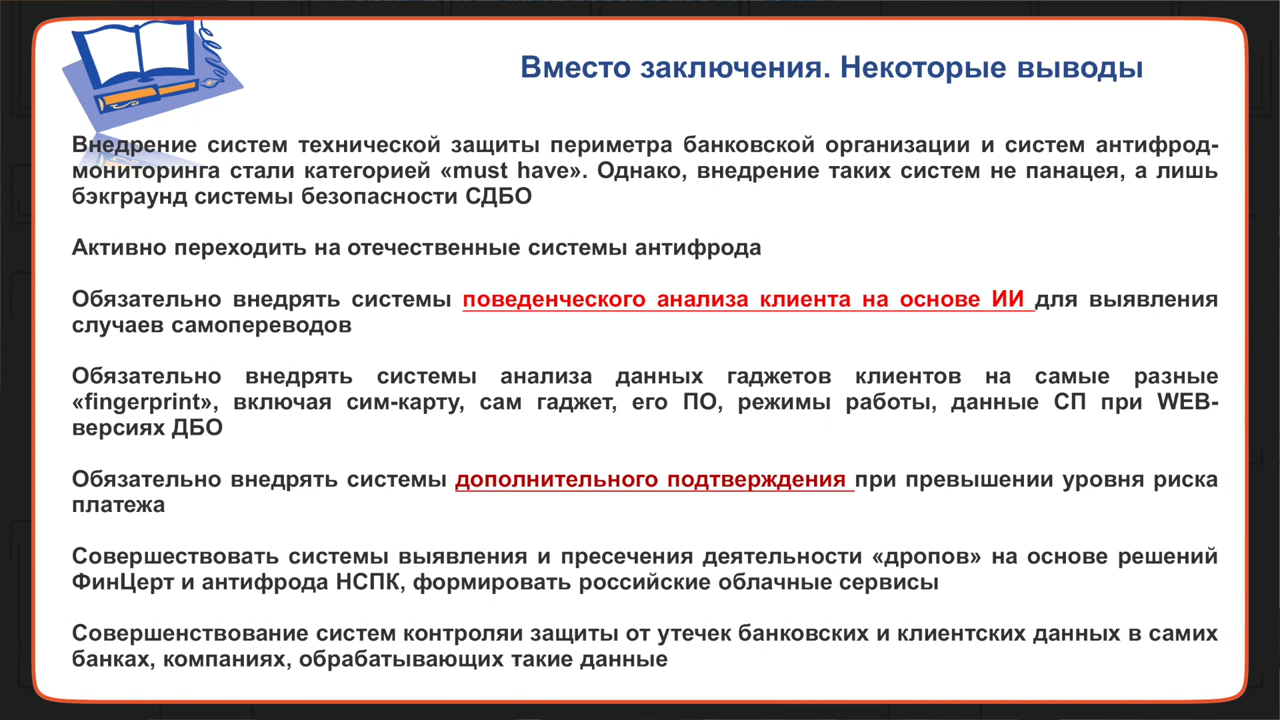 Вместо заключения. Некоторые выводы
Внедрение систем технической защиты периметра банковской организации и систем антифрод-
мониторинга стали категорией «must have». Однако, внедрение таких систем не панацея, а лишь
бэкграунд системы безопасности СДБО
Активно переходить на отечественные системы антифрода
Обязательно внедрять системы поведенческого анализа клиента на основе ИИ для выявления
случаев самопереводов
Обязательно внедрять системы анализа данных гаджетов клиентов на самые разные
«fingerprint», включая сим-карту, сам гаджет, его ПО, режимы работы, данные СП при WEB-
версиях ДБО
Обязательно внедрять системы дополнительного подтверждения при превышении уровня риска
платежа
Совершествовать системы выявления и пресечения деятельности «дропов» на основе решений
ФинЦерт и антифрода НСПК, формировать российские облачные сервисы
Совершенствование систем контроляи защиты от утечек банковских и клиентских данных в самих
банках, компаниях, обрабатывающих такие данные